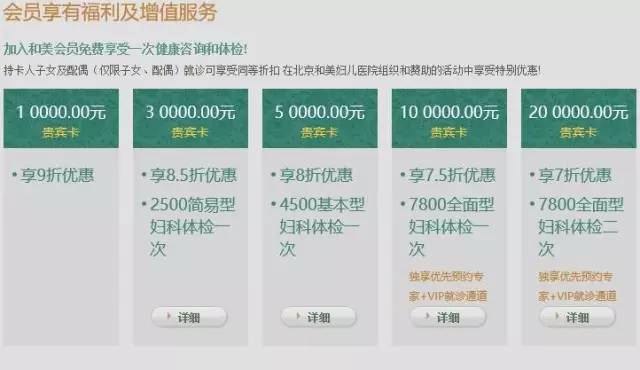 会员享有福利及增值服务
加入和美会员免费享受一次健康咨询和体检!
持卡人子女及配偶（仅限子女、配偶）就诊可享受同等折扣 在北京和美妇儿医院组织和赞助的活动中享受特别优惠!
1 0000.00元
贵宾卡
• 享9折优惠
3 0000.00元
贵宾卡
• 享8.5折优惠
• 2500简易型
妇科体检一
次
详细
5 0000.00元
贵宾卡
• 享8折优惠
• 4500基本型
妇科体检一
次
详细
10 0000.00元
贵宾卡
• 享7.5折优惠
• 7800全面型
妇科体检一
次
独享优先预约专
家+VIP就诊通道
详细
20 0000.00元
贵宾卡
• 享7折优惠
• 7800全面型
妇科体检二
次
独享优先预约专
家+VIP就诊通道
详细